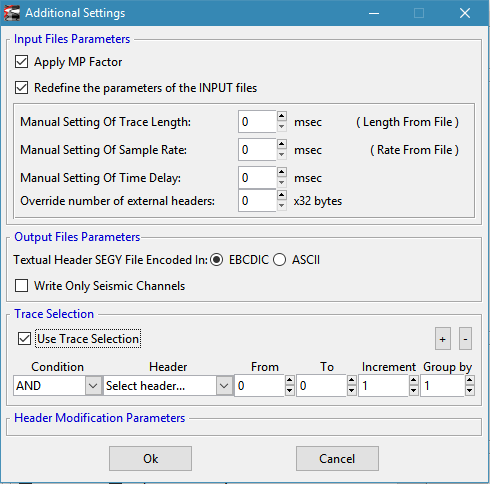 Additional Settings
Input Files Parameters
Apply MP Factor
Redefine the parameters of the INPUT files
Manual Setting Of Trace Length: 0 msec ( Length From File )
Manual Setting Of Sample Rate: 0 msec ( Rate From File )
Manual Setting Of Time Delay: 0 msec
Override number of external headers: 0 x32 bytes
Output Files Parameters
Textual Header SEGY File Encoded In: EBCDIC ASCII
Write Only Seismic Channels
Trace Selection
Use Trace Selection + -
Condition Header From To Increment Group by
AND Select header... 0 0 1 1
Header Modification Parameters
Ok Cancel